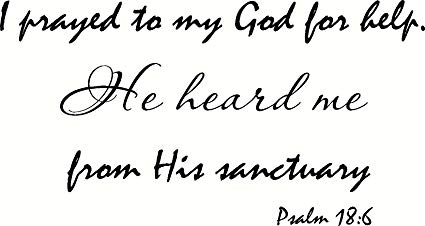 I prayed to my God for help.
He heard me
from His sanctuary
Psalm 18:6